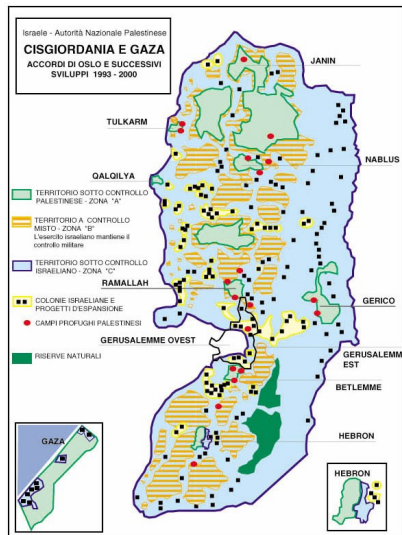 Israele - Autorità Nazionale Palestinese
CISGIORDANIA E GAZA
ACCORDI DI OSLO E SUCCESSIVI
SVILUPPI 1993 - 2000
JANIN
TULKARM
NABLUS
QALQILYA
TERRITORIO SOTTO CONTROLLO
PALESTINESE - ZONA "A"
TERRITORIO A CONTROLLO
MISTO - ZONA "B"
L'esercito israeliano mantiene il
controllo militare
TERRITORIO SOTTO CONTROLLO
ISRAELIANO - ZONA "C"
RAMALLAH
COLONIE ISRAELIANE E
PROGETTI D'ESPANSIONE
GERICO
CAMPI PROFUGHI PALESTINESI
GERUSALEMME OVEST
RISERVE NATURALI
GERUSALEMME
EST
BETLEMME
HEBRON
GAZA
HEBRON